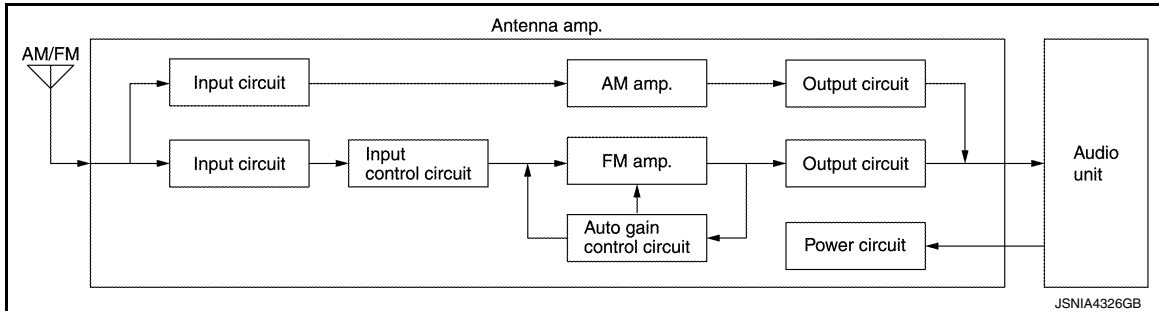 Antenna amp.
AM/FM
Input circuit
AM amp.
Output circuit
Input circuit
Input
control circuit
FM amp.
Output circuit
Audio
unit
Auto gain
control circuit
Power circuit
JSNIA4326GB